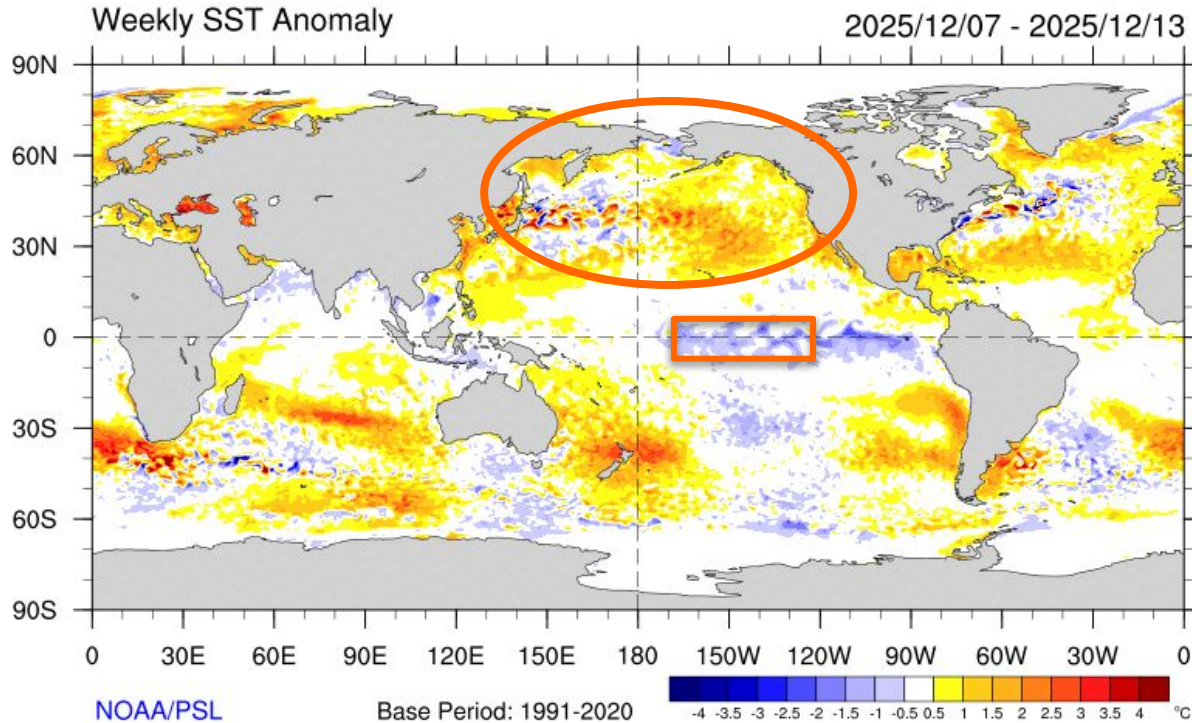 Weekly SST Anomaly 2025/12/07 - 2025/12/13
90N
60N
30N
0
30S
60S
90S
0 30E 60E 90E 120E 150E 180 150W 120W 90W 60W 30W 0
NOAA/PSL Base Period: 1991-2020
-4 -3.5 -3 -2.5 -2 -1.5 -1 -0.5 0.5 1 1.5 2 2.5 3 3.5 4 °C